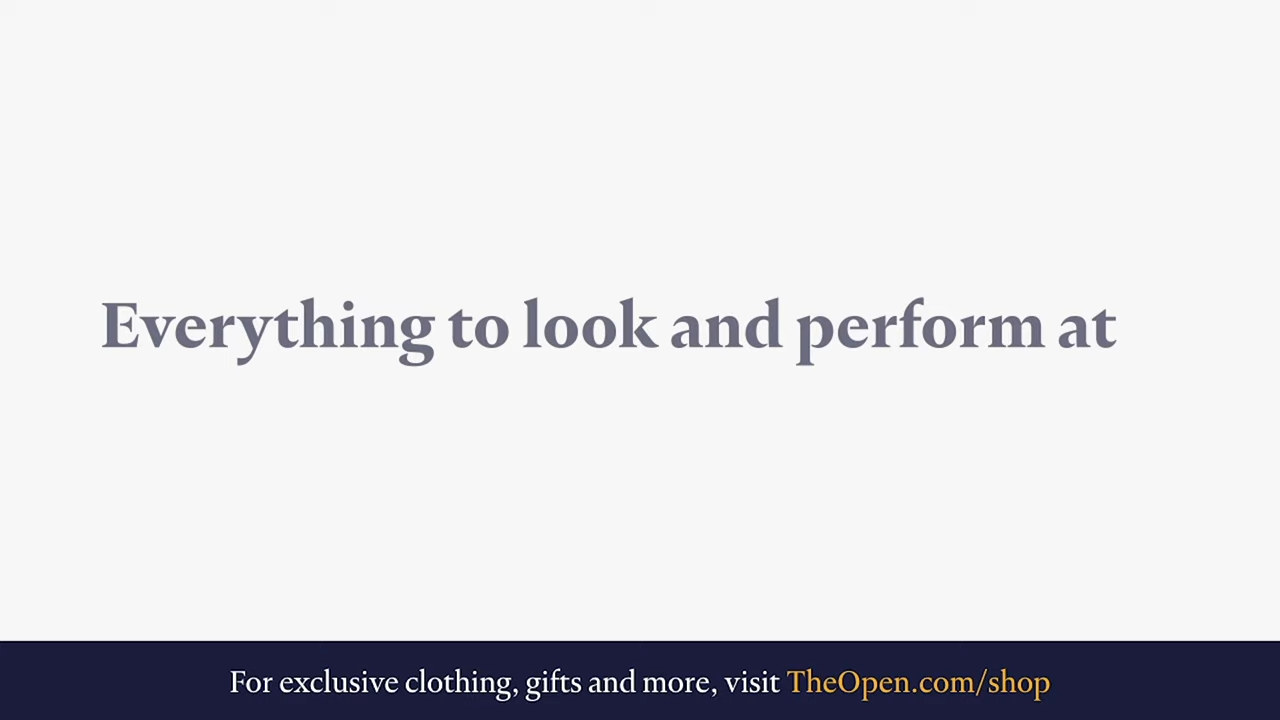 Everything to look and perform at
For exclusive clothing, gifts and more, visit TheOpen.com/shop